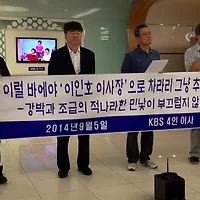 이럴 바에야 '이인호 이사장'으로 차라리 그냥 추
- 강박과 조급의 적나라한 민낯이 부끄럽지 않
2014년9월5일 KBS 4인 이사